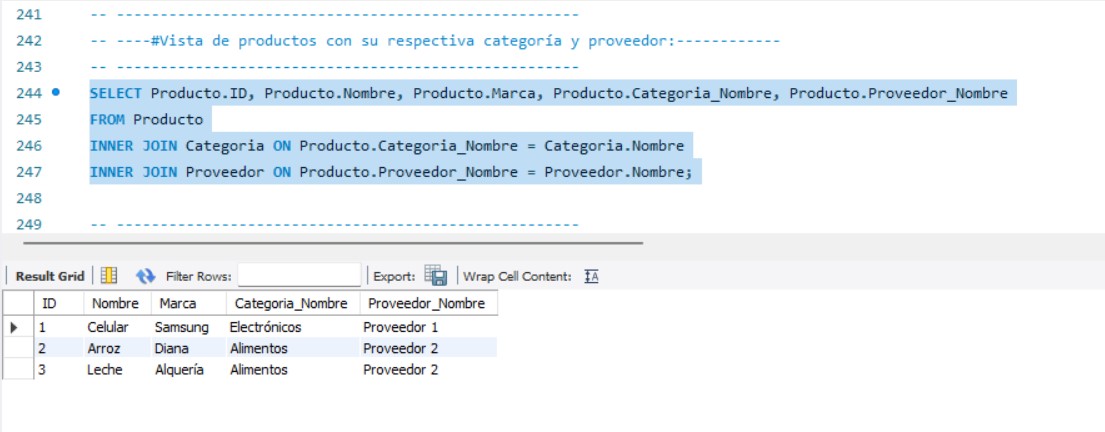 241 -- -----------------------------------------------------
242 -- ----#Vista de productos con su respectiva categoría y proveedor:------------
243 -- -----------------------------------------------------
244 SELECT Producto.ID, Producto.Nombre, Producto.Marca, Producto.Categoria_Nombre, Producto.Proveedor_Nombre
245 FROM Producto
246 INNER JOIN Categoria ON Producto.Categoria_Nombre = Categoria.Nombre
247 INNER JOIN Proveedor ON Producto.Proveedor_Nombre = Proveedor.Nombre;
248
249 -- -----------------------------------------------------
Result Grid Filter Rows: Export: Wrap Cell Content: IA
ID Nombre Marca Categoria_Nombre Proveedor_Nombre
1 Celular Samsung Electrónicos Proveedor 1
2 Arroz Diana Alimentos Proveedor 2
3 Leche Alquería Alimentos Proveedor 2